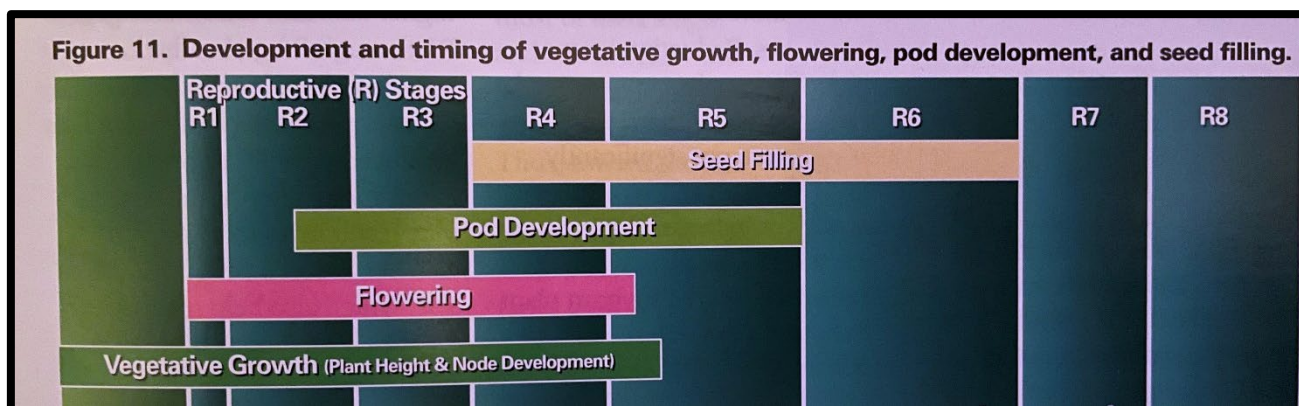 Figure 11. Development and timing of vegetative growth, flowering, pod development, and seed filling.
Reproductive (R) Stages
R1 R2 R3 R4 R5 R6 R7 R8
Seed Filling
Pod Development
Flowering
Vegetative Growth (Plant Height & Node Development)